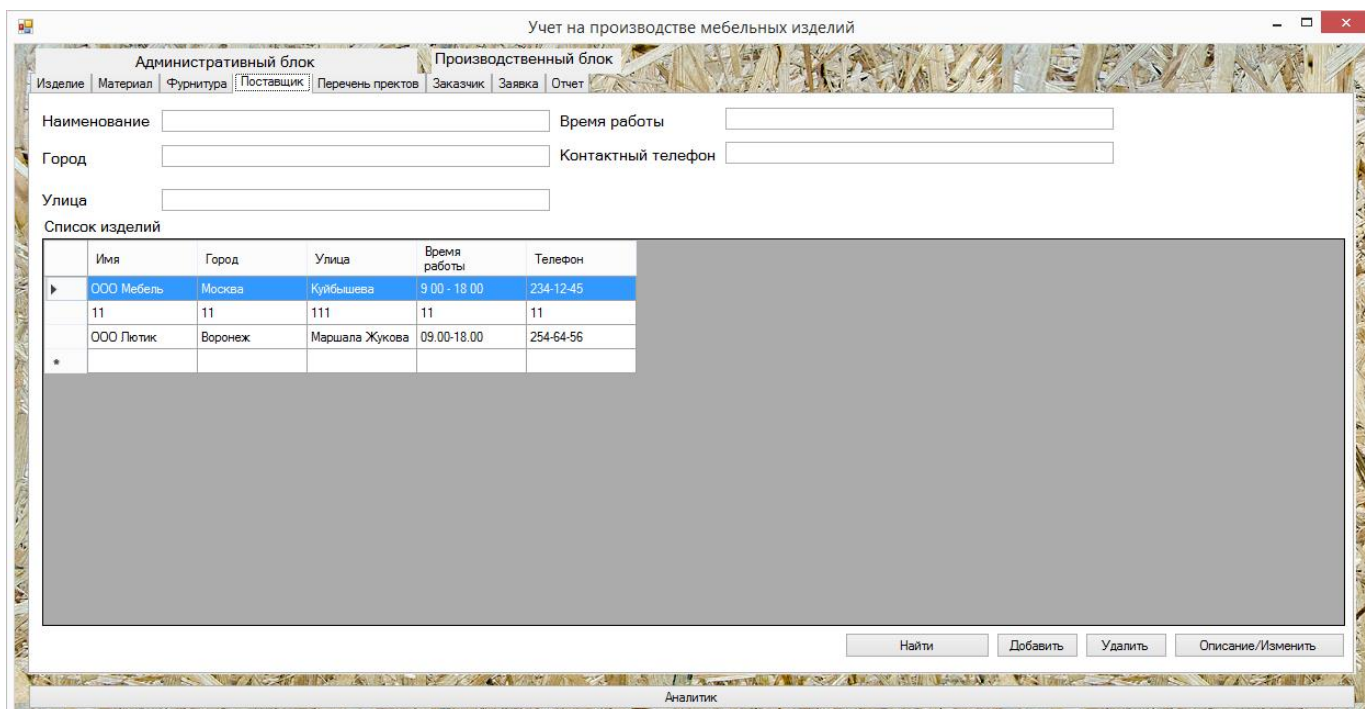 Учет на производстве мебельных изделий
Административный блок Производственный блок
Изделие Материал Фурнитура Поставщик Перечень пректов Заказчик Заявка Отчет
Наименование Время работы
Город Контактный телефон
Улица
Список изделий
Имя Город Улица Время работы Телефон
ООО Мебель Москва Куйбышева 9 00 - 18 00 234-12-45
11 11 111 11 11
ООО Лютик Воронеж Маршала Жукова 09.00-18.00 254-64-56
Найти Добавить Удалить Описание/Изменить
Аналитик